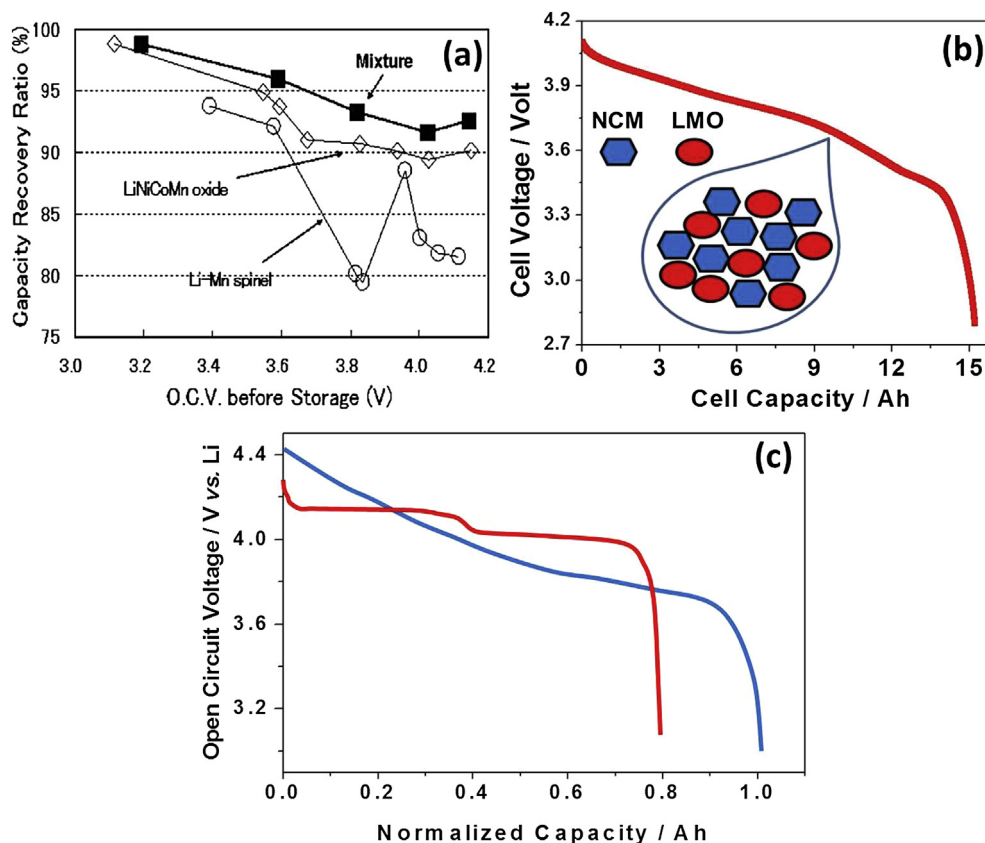 (a)
Capacity Recovery Ratio (%)
100
95
90
85
80
75
Mixture
LiNiCoMn oxide
Li-Mn spinel
3.0 3.2 3.4 3.6 3.8 4.0 4.2
O.C.V. before Storage (V)
(b)
Cell Voltage / Volt
4.2
3.9
3.6
3.3
3.0
2.7
NCM LMO
0 3 6 9 12 15
Cell Capacity / Ah
(c)
Open Circuit Voltage / V vs. Li
4.4
4.0
3.6
3.2
0.0 0.2 0.4 0.6 0.8 1.0
Normalized Capacity / Ah